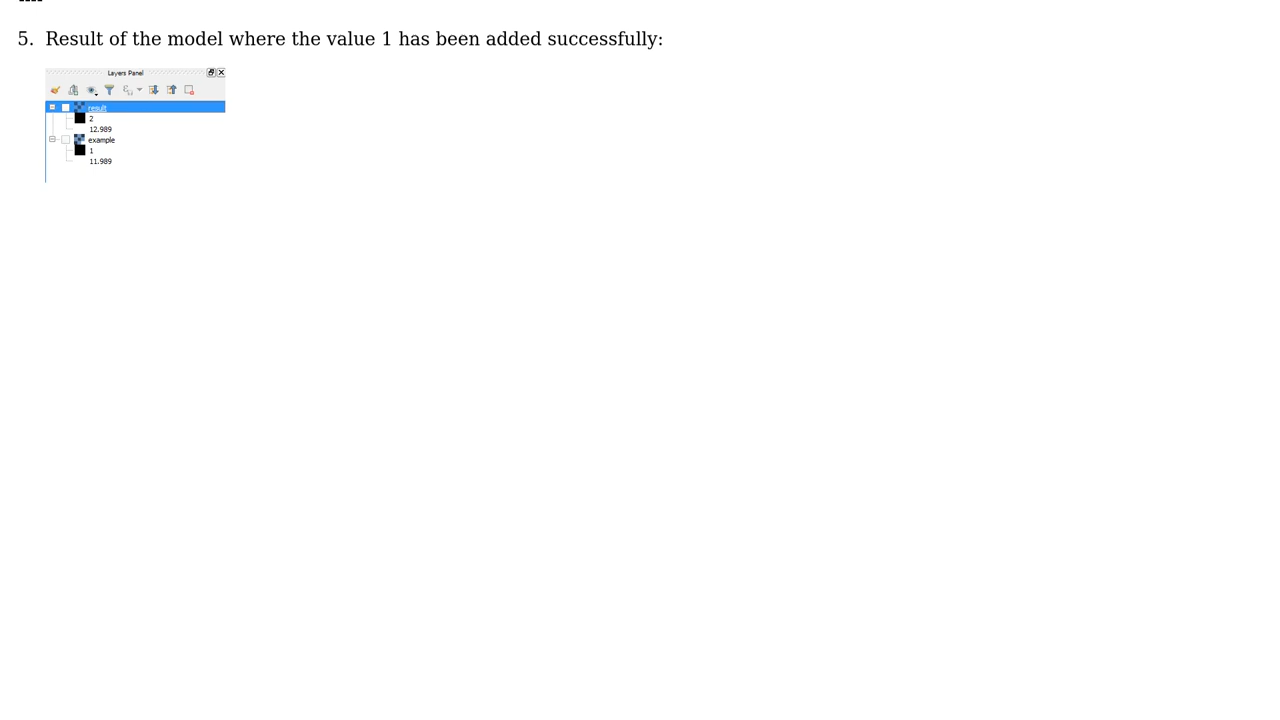 5. Result of the model where the value 1 has been added successfully:
Layers Panel
result
2
12.989
example
1
11.989